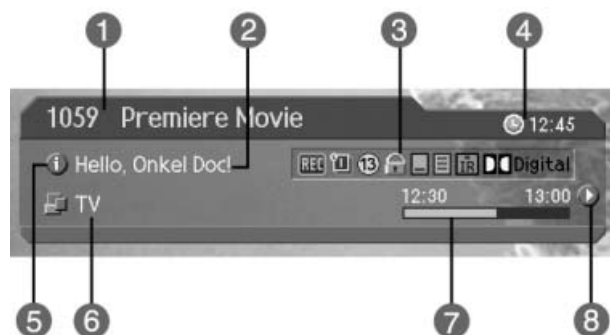 1 2 3 4
1059 Premiere Movie 12:45
i Hello, Onkel Doc! REC 13 IR Digital
TV 12:30 13:00
5 6 7 8